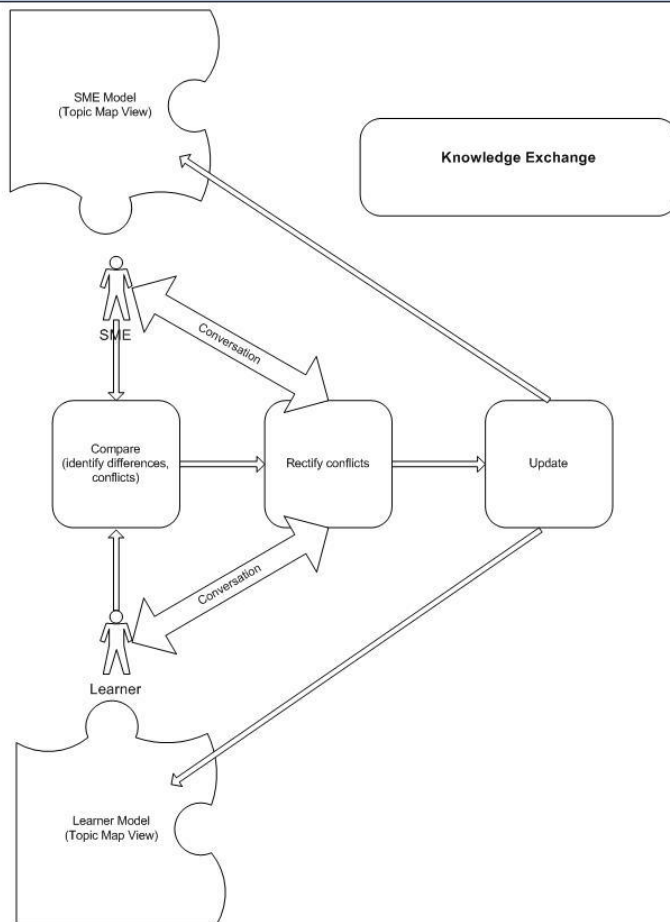 SME Model
(Topic Map View)
Knowledge Exchange
SME
Conversation
Compare
(identify differences,
conflicts)
Rectify conflicts
Update
Conversation
Learner
Learner Model
(Topic Map View)